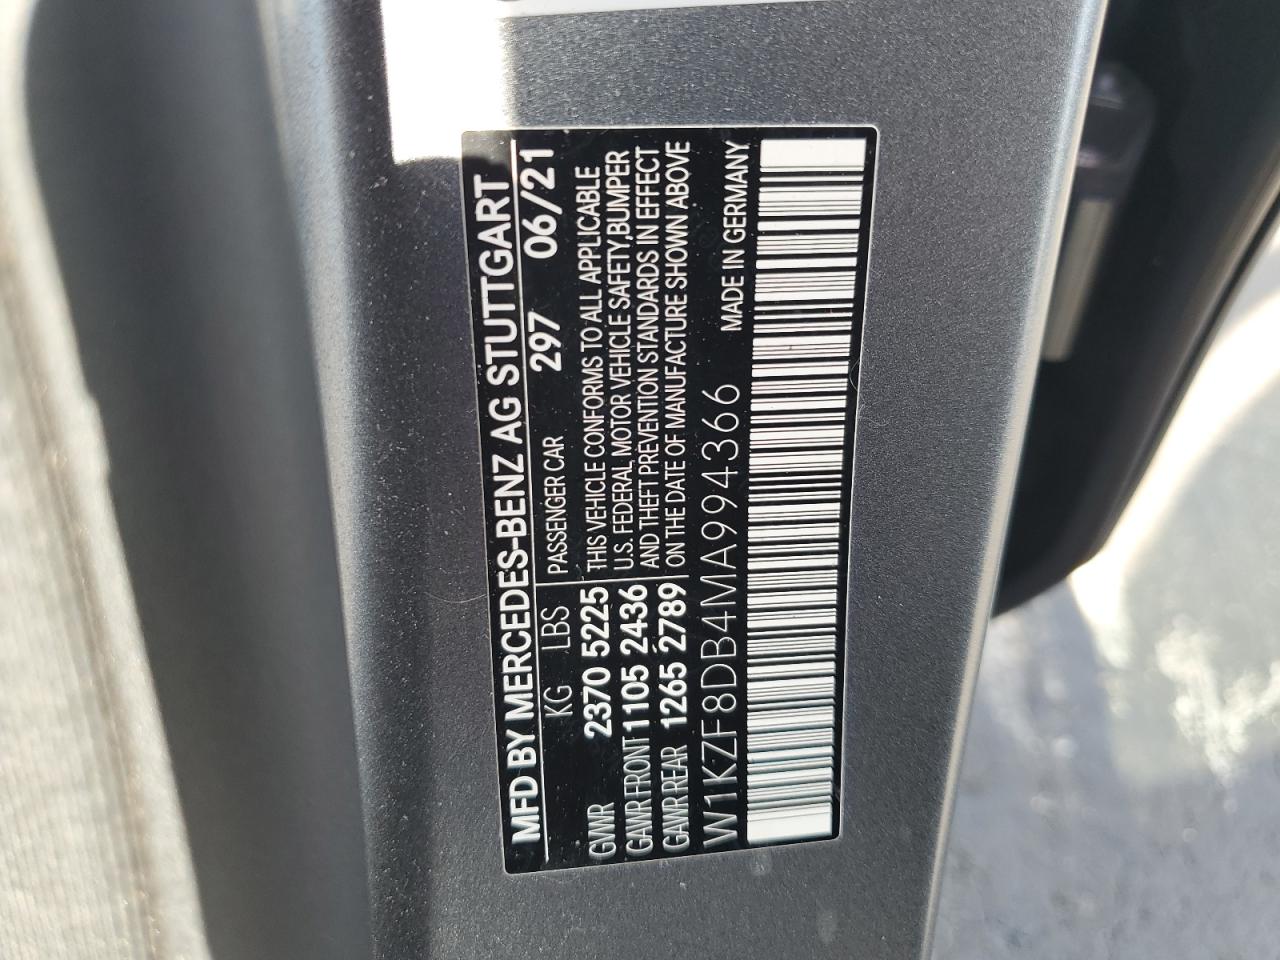 MFD BY MERCEDES-BENZ AG STUTTGART
KG LBS PASSENGER CAR 297 06/21
GWR 2370 5225
GAWR FRONT 1105 2436
GAWR REAR 1265 2789
THIS VEHICLE CONFORMS TO ALL APPLICABLE
U.S. FEDERAL MOTOR VEHICLE SAFETY, BUMPER
AND THEFT PREVENTION STANDARDS IN EFFECT
ON THE DATE OF MANUFACTURE SHOWN ABOVE
W1KZF8DB4MA994366 MADE IN GERMANY